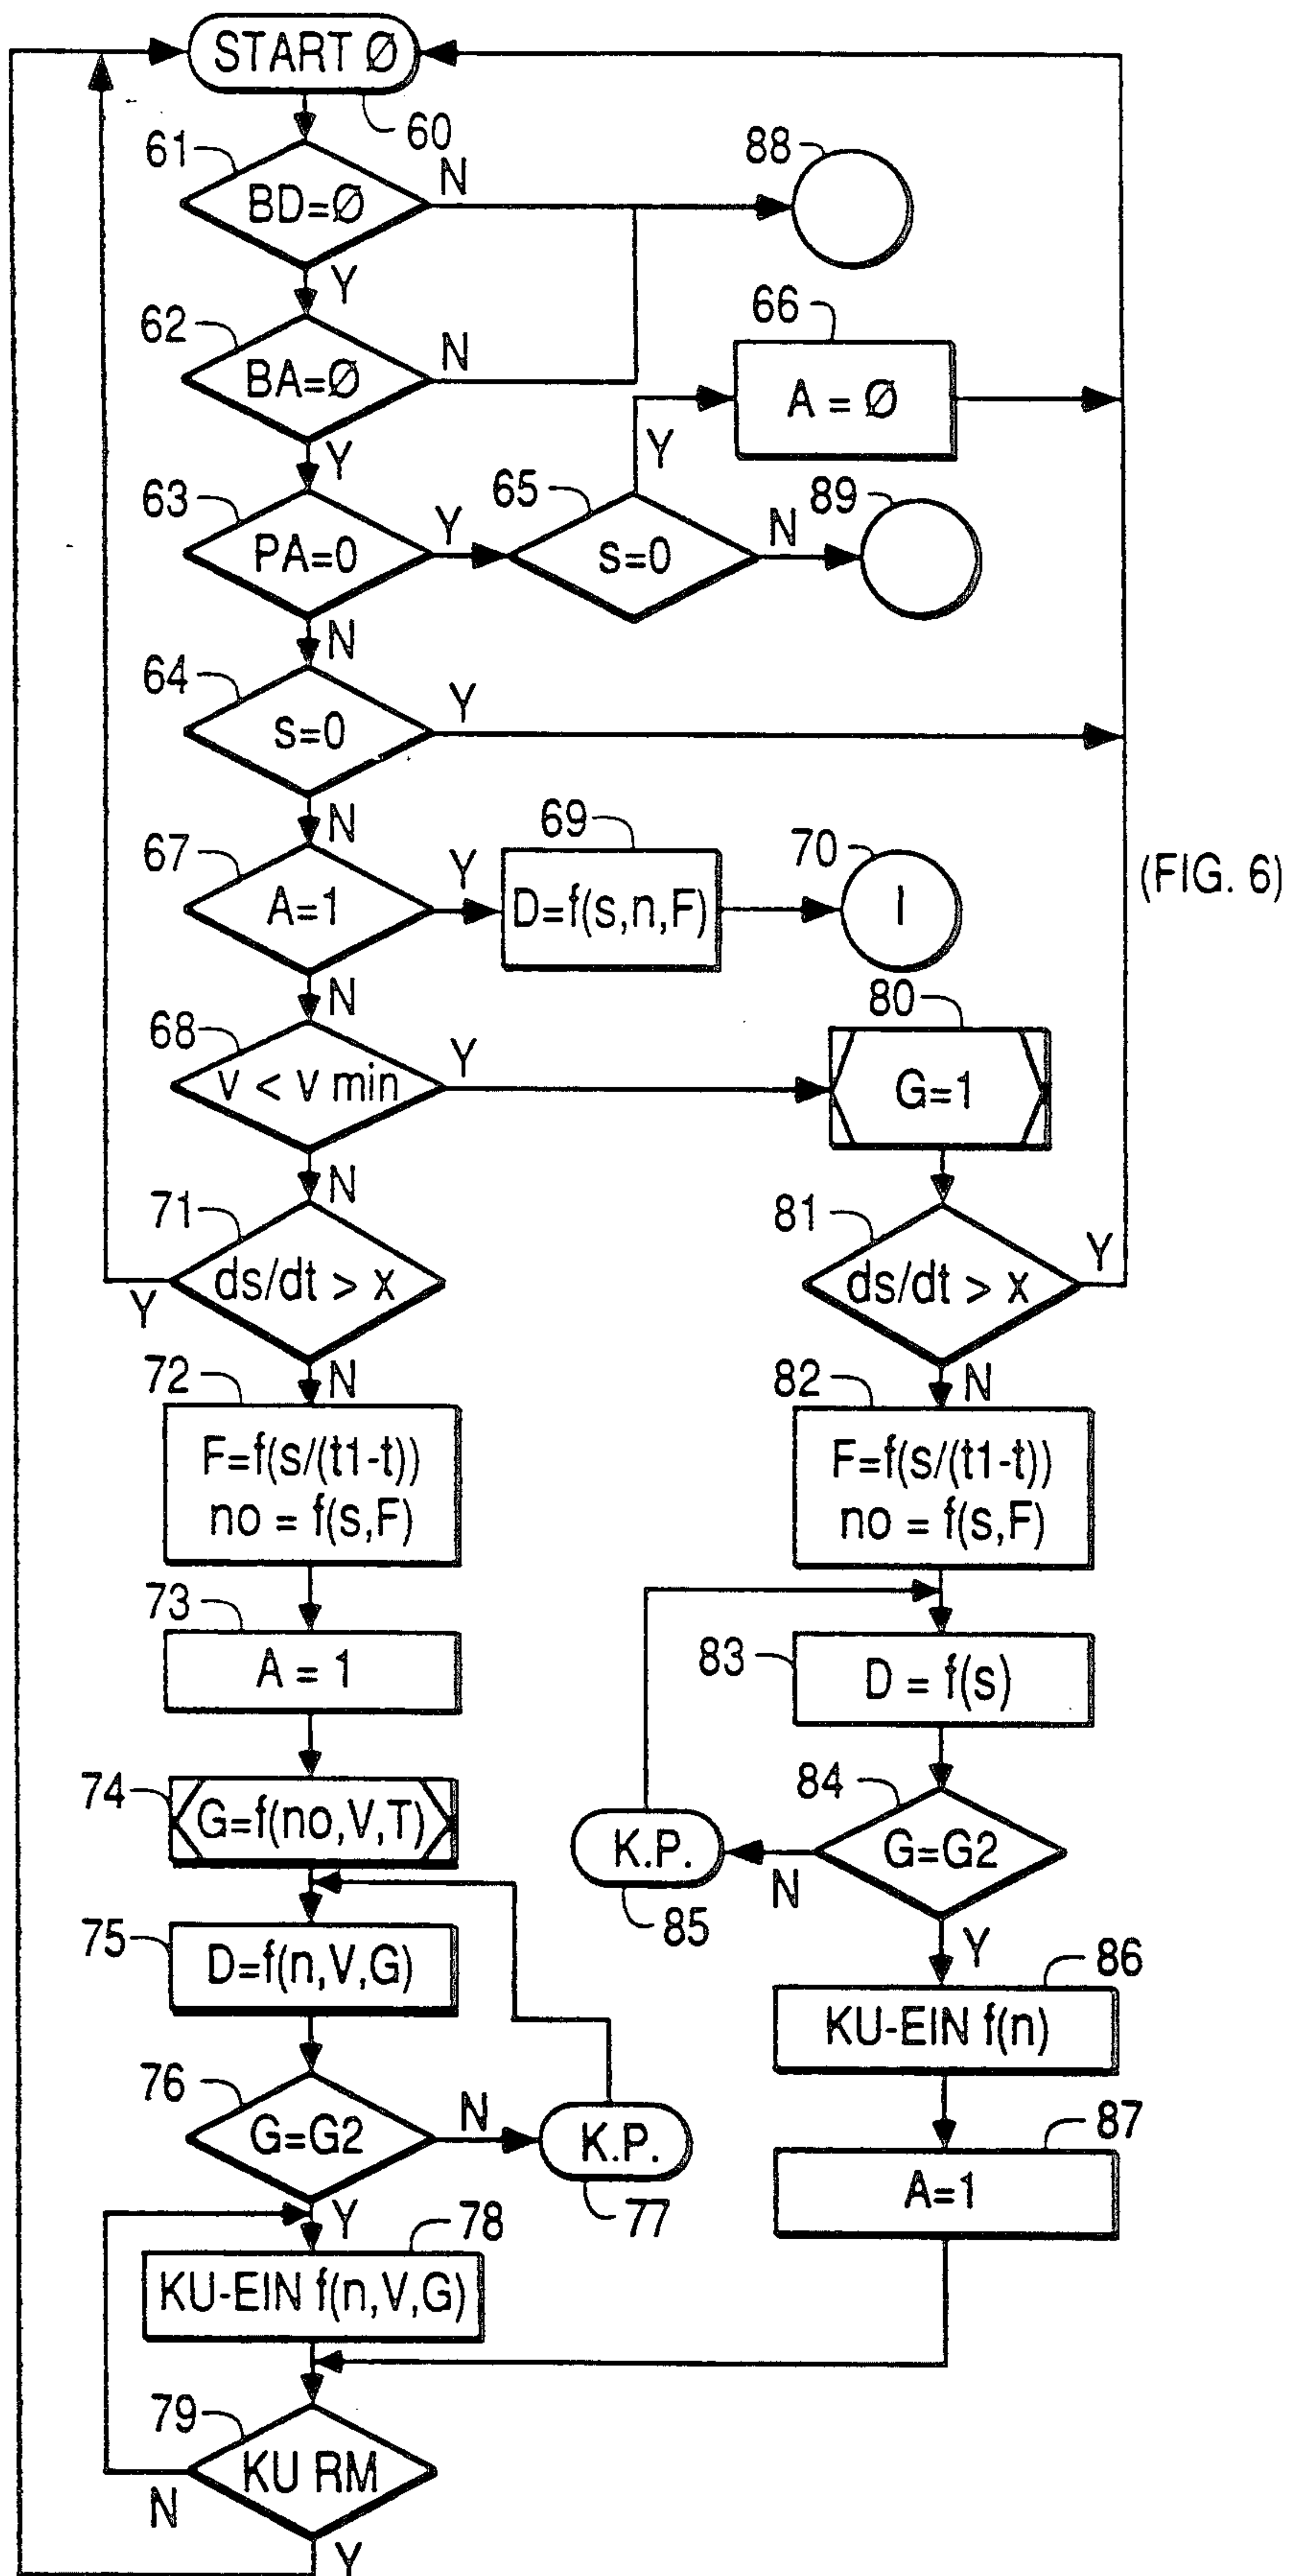 START Ø
60
61
BD=Ø
N
88
Y
62
BA=Ø
N
66
A = Ø
Y
63
PA=0
Y
65
s=0
Y
N
89
N
64
s=0
Y
N
67
A=1
Y
69
D=f(s,n,F)
70
I
(FIG. 6)
N
68
v < v min
Y
80
G=1
N
71
ds/dt > x
Y
81
ds/dt > x
Y
N
72
F=f(s/(t1-t))
no = f(s,F)
N
82
F=f(s/(t1-t))
no = f(s,F)
73
A = 1
83
D = f(s)
74
G=f(no,V,T)
84
G=G2
N
K.P.
85
75
D=f(n,V,G)
Y
86
KU-EIN f(n)
76
G=G2
N
K.P.
77
87
A=1
Y
78
KU-EIN f(n,V,G)
79
KU RM
N
Y